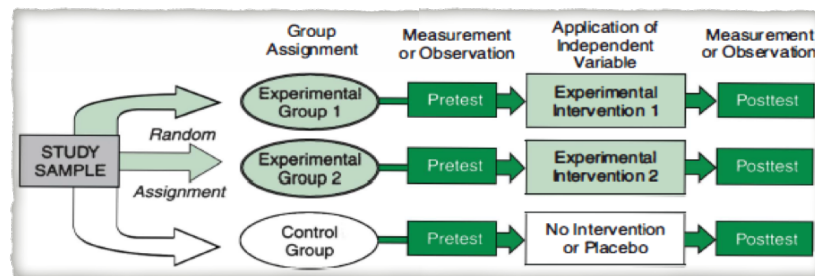 Group
Assignment
Measurement
or Observation
Application of
Independent
Variable
Measurement
or Observation
Experimental
Group 1
Pretest
Experimental
Intervention 1
Posttest
Random
STUDY
SAMPLE
Assignment
Experimental
Group 2
Pretest
Experimental
Intervention 2
Posttest
Control
Group
Pretest
No Intervention
or Placebo
Posttest